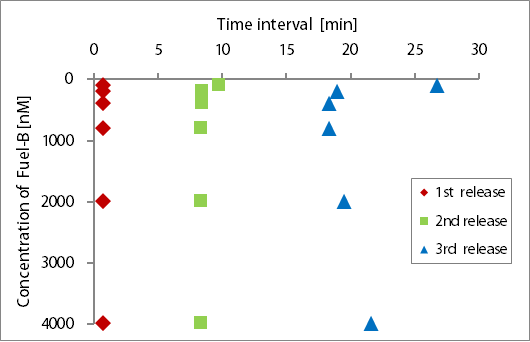 Time interval [min]
0 5 10 15 20 25 30
0
1000
2000
3000
4000
Concentration of Fuel-B [nM]
1st release
2nd release
3rd release